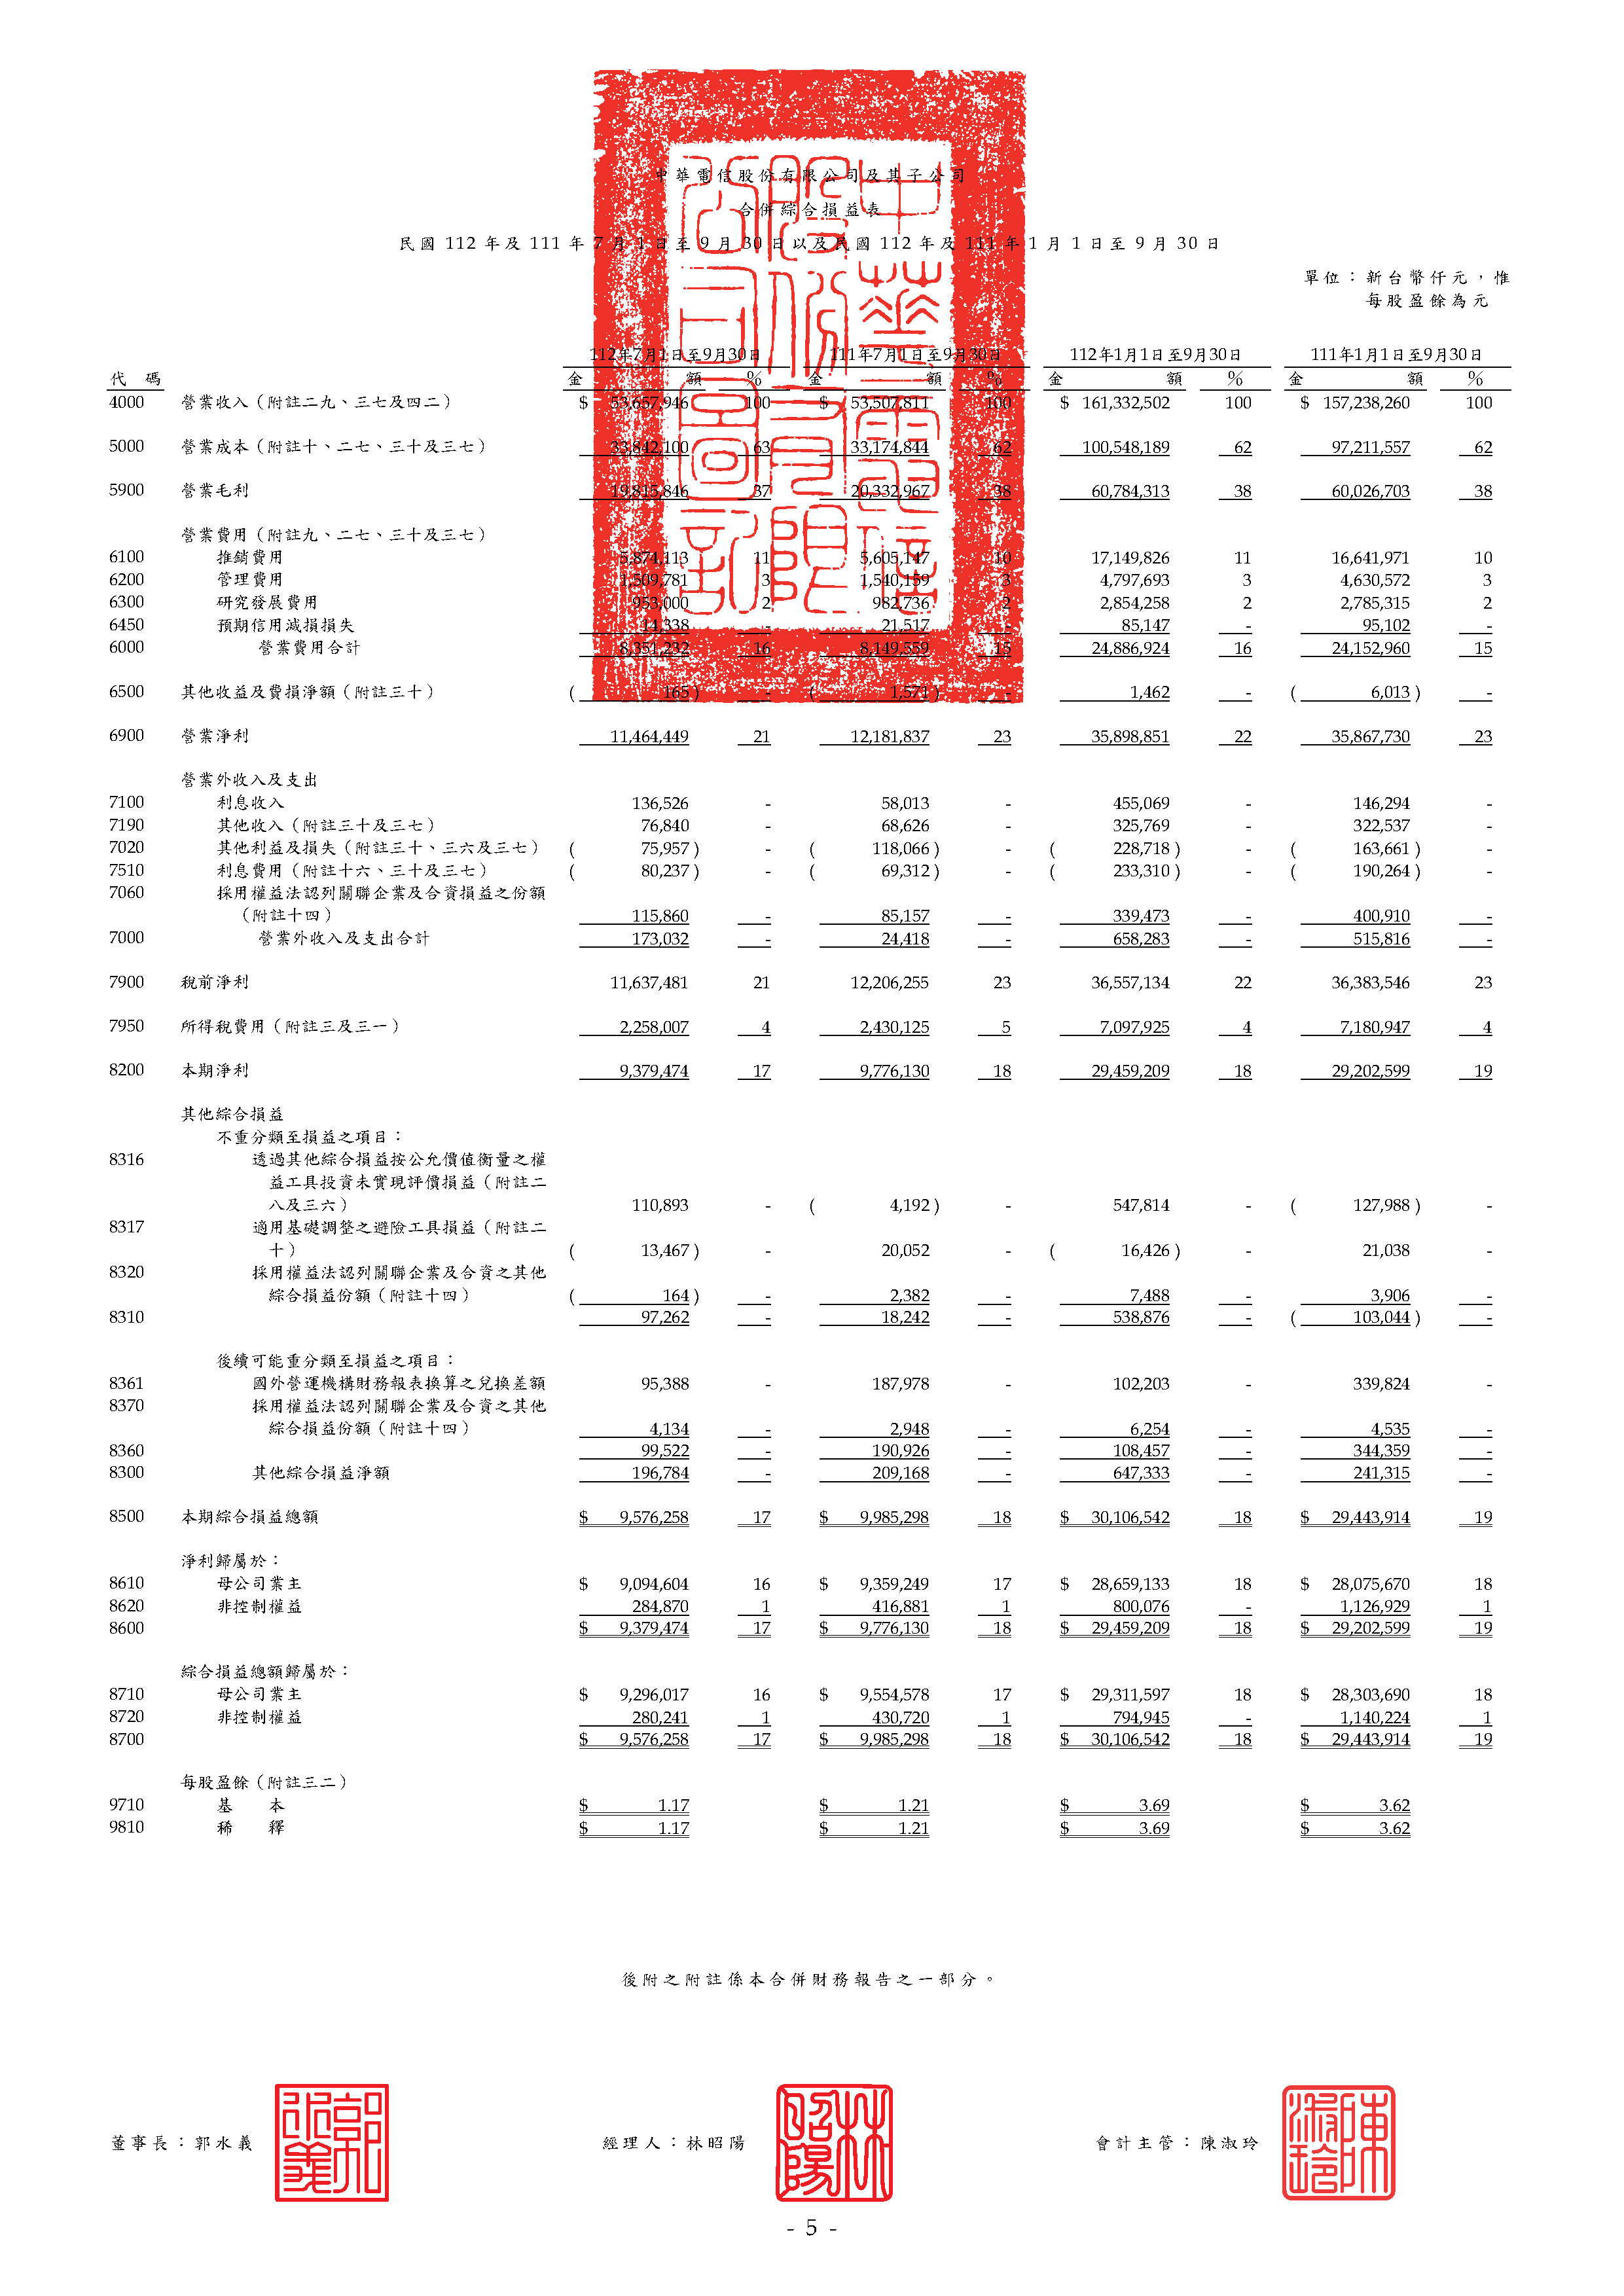 中華電信股份有限公司及其子公司
合併綜合損益表
民國 112 年及 111 年 7 月 1 日至 9 月 30 日以及民國 112 年及 111 年 1 月 1 日至 9 月 30 日
單位：新台幣仟元，惟
每股盈餘為元
112年7月1日至9月30日 111年7月1日至9月30日 112年1月1日至9月30日 111年1月1日至9月30日
代 碼 金 額 % 金 額 % 金 額 % 金 額 %
4000 營業收入（附註二九、三七及四二） $ 53,657,946 100 $ 53,507,811 100 $ 161,332,502 100 $ 157,238,260 100
5000 營業成本（附註十、二七、三十及三七） 33,842,100 63 33,174,844 62 100,548,189 62 97,211,557 62
5900 營業毛利 19,815,846 37 20,332,967 38 60,784,313 38 60,026,703 38
營業費用（附註九、二七、三十及三七）
6100 推銷費用 5,874,113 11 5,605,147 10 17,149,826 11 16,641,971 10
6200 管理費用 1,509,781 3 1,540,159 3 4,797,693 3 4,630,572 3
6300 研究發展費用 953,000 2 982,736 2 2,854,258 2 2,785,315 2
6450 預期信用減損損失 14,338 - 21,517 - 85,147 - 95,102 -
6000 營業費用合計 8,351,232 16 8,149,559 15 24,886,924 16 24,152,960 15
6500 其他收益及費損淨額（附註三十） ( 165 ) - ( 1,571 ) - 1,462 - ( 6,013 ) -
6900 營業淨利 11,464,449 21 12,181,837 23 35,898,851 22 35,867,730 23
營業外收入及支出
7100 利息收入 136,526 - 58,013 - 455,069 - 146,294 -
7190 其他收入（附註三十及三七） 76,840 - 68,626 - 325,769 - 322,537 -
7020 其他利益及損失（附註三十、三六及三七） ( 75,957 ) - ( 118,066 ) - ( 228,718 ) - ( 163,661 ) -
7510 利息費用（附註十六、三十及三七） ( 80,237 ) - ( 69,312 ) - ( 233,310 ) - ( 190,264 ) -
7060 採用權益法認列關聯企業及合資損益之份額
（附註十四） 115,860 - 85,157 - 339,473 - 400,910 -
7000 營業外收入及支出合計 173,032 - 24,418 - 658,283 - 515,816 -
7900 稅前淨利 11,637,481 21 12,206,255 23 36,557,134 22 36,383,546 23
7950 所得稅費用（附註三及三一） 2,258,007 4 2,430,125 5 7,097,925 4 7,180,947 4
8200 本期淨利 9,379,474 17 9,776,130 18 29,459,209 18 29,202,599 19
其他綜合損益
不重分類至損益之項目：
8316 透過其他綜合損益按公允價值衡量之權
益工具投資未實現評價損益（附註二
八及三六） 110,893 - ( 4,192 ) - 547,814 - ( 127,988 ) -
8317 適用基礎調整之避險工具損益（附註二
十） ( 13,467 ) - 20,052 - ( 16,426 ) - 21,038 -
8320 採用權益法認列關聯企業及合資之其他
綜合損益份額（附註十四） ( 164 ) - 2,382 - 7,488 - 3,906 -
8310 97,262 - 18,242 - 538,876 - ( 103,044 ) -
後續可能重分類至損益之項目：
8361 國外營運機構財務報表換算之兌換差額 95,388 - 187,978 - 102,203 - 339,824 -
8370 採用權益法認列關聯企業及合資之其他
綜合損益份額（附註十四） 4,134 - 2,948 - 6,254 - 4,535 -
8360 99,522 - 190,926 - 108,457 - 344,359 -
8300 其他綜合損益淨額 196,784 - 209,168 - 647,333 - 241,315 -
8500 本期綜合損益總額 $ 9,576,258 17 $ 9,985,298 18 $ 30,106,542 18 $ 29,443,914 19
淨利歸屬於：
8610 母公司業主 $ 9,094,604 16 $ 9,359,249 17 $ 28,659,133 18 $ 28,075,670 18
8620 非控制權益 284,870 1 416,881 1 800,076 - 1,126,929 1
8600 $ 9,379,474 17 $ 9,776,130 18 $ 29,459,209 18 $ 29,202,599 19
綜合損益總額歸屬於：
8710 母公司業主 $ 9,296,017 16 $ 9,554,578 17 $ 29,311,597 18 $ 28,303,690 18
8720 非控制權益 280,241 1 430,720 1 794,945 - 1,140,224 1
8700 $ 9,576,258 17 $ 9,985,298 18 $ 30,106,542 18 $ 29,443,914 19
每股盈餘（附註三二）
9710 基 本 $ 1.17 $ 1.21 $ 3.69 $ 3.62
9810 稀 釋 $ 1.17 $ 1.21 $ 3.69 $ 3.62
後附之附註係本合併財務報告之一部分。
董事長：郭水義 經理人：林昭陽 會計主管：陳淑玲
郭水義 林昭陽 陳淑玲
中華電信股份有限公司圖記
- 5 -